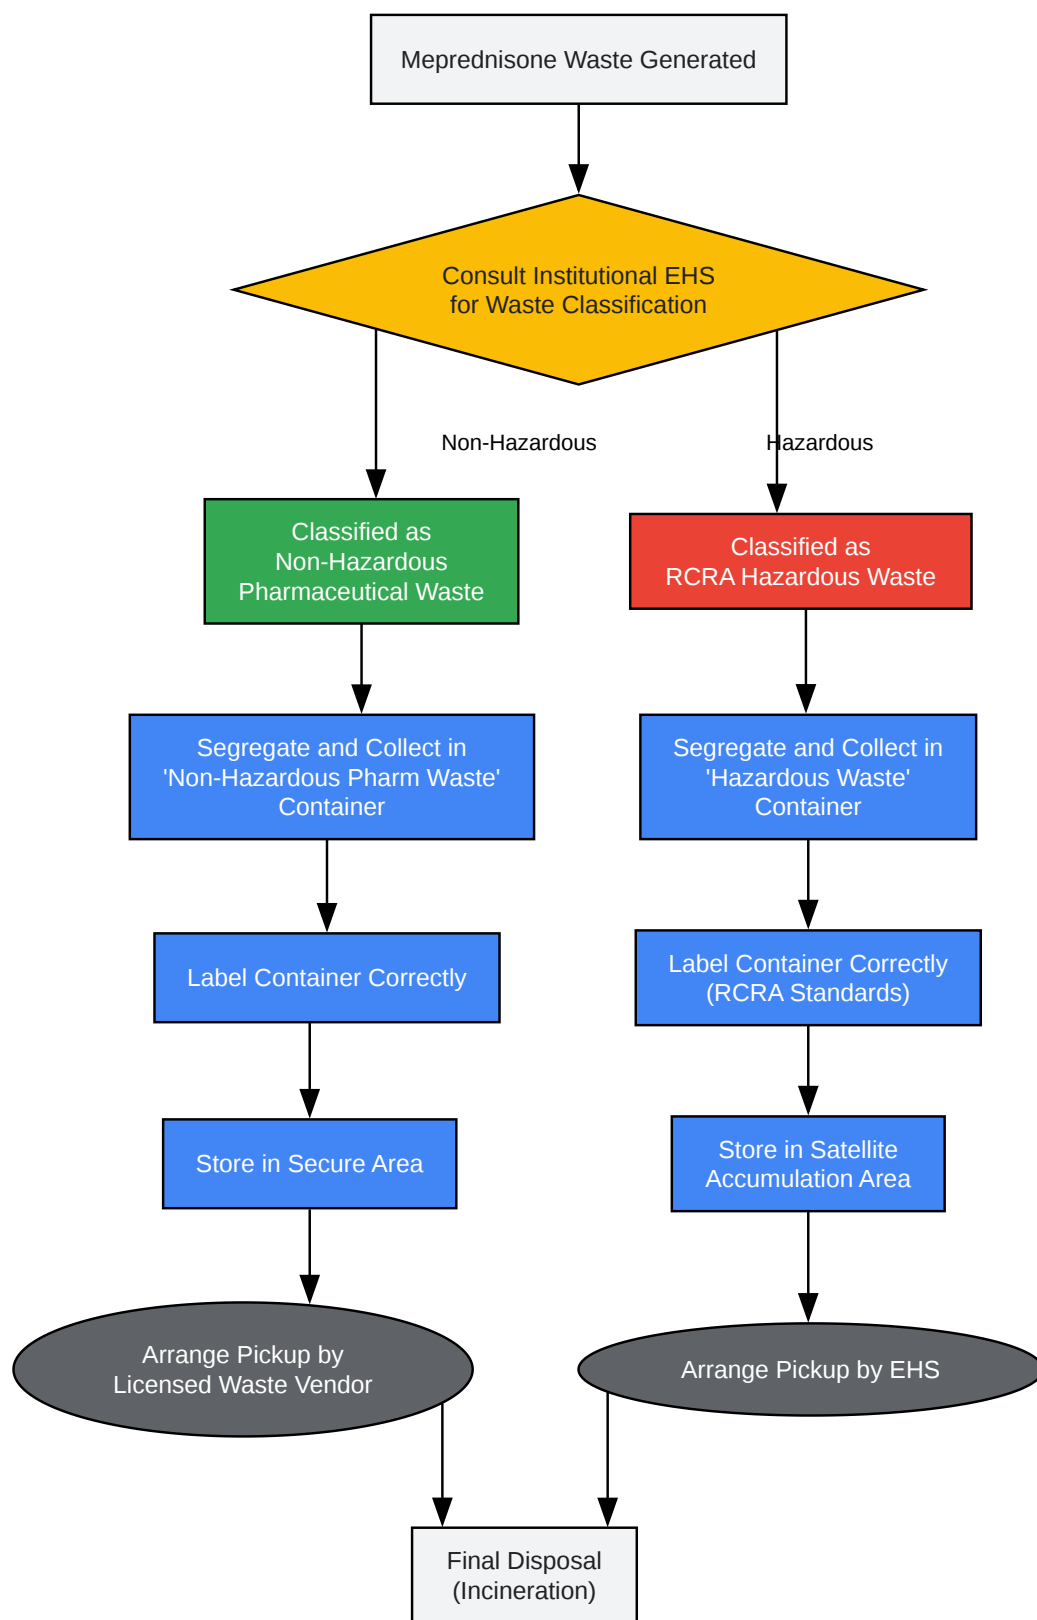 Meprednisone Waste Generated
Consult Institutional EHS
for Waste Classification
Non-Hazardous
Hazardous
Classified as
Non-Hazardous
Pharmaceutical Waste
Classified as
RCRA Hazardous Waste
Segregate and Collect in
'Non-Hazardous Pharm Waste'
Container
Segregate and Collect in
'Hazardous Waste'
Container
Label Container Correctly
Label Container Correctly
(RCRA Standards)
Store in Secure Area
Store in Satellite
Accumulation Area
Arrange Pickup by
Licensed Waste Vendor
Arrange Pickup by EHS
Final Disposal
(Incineration)